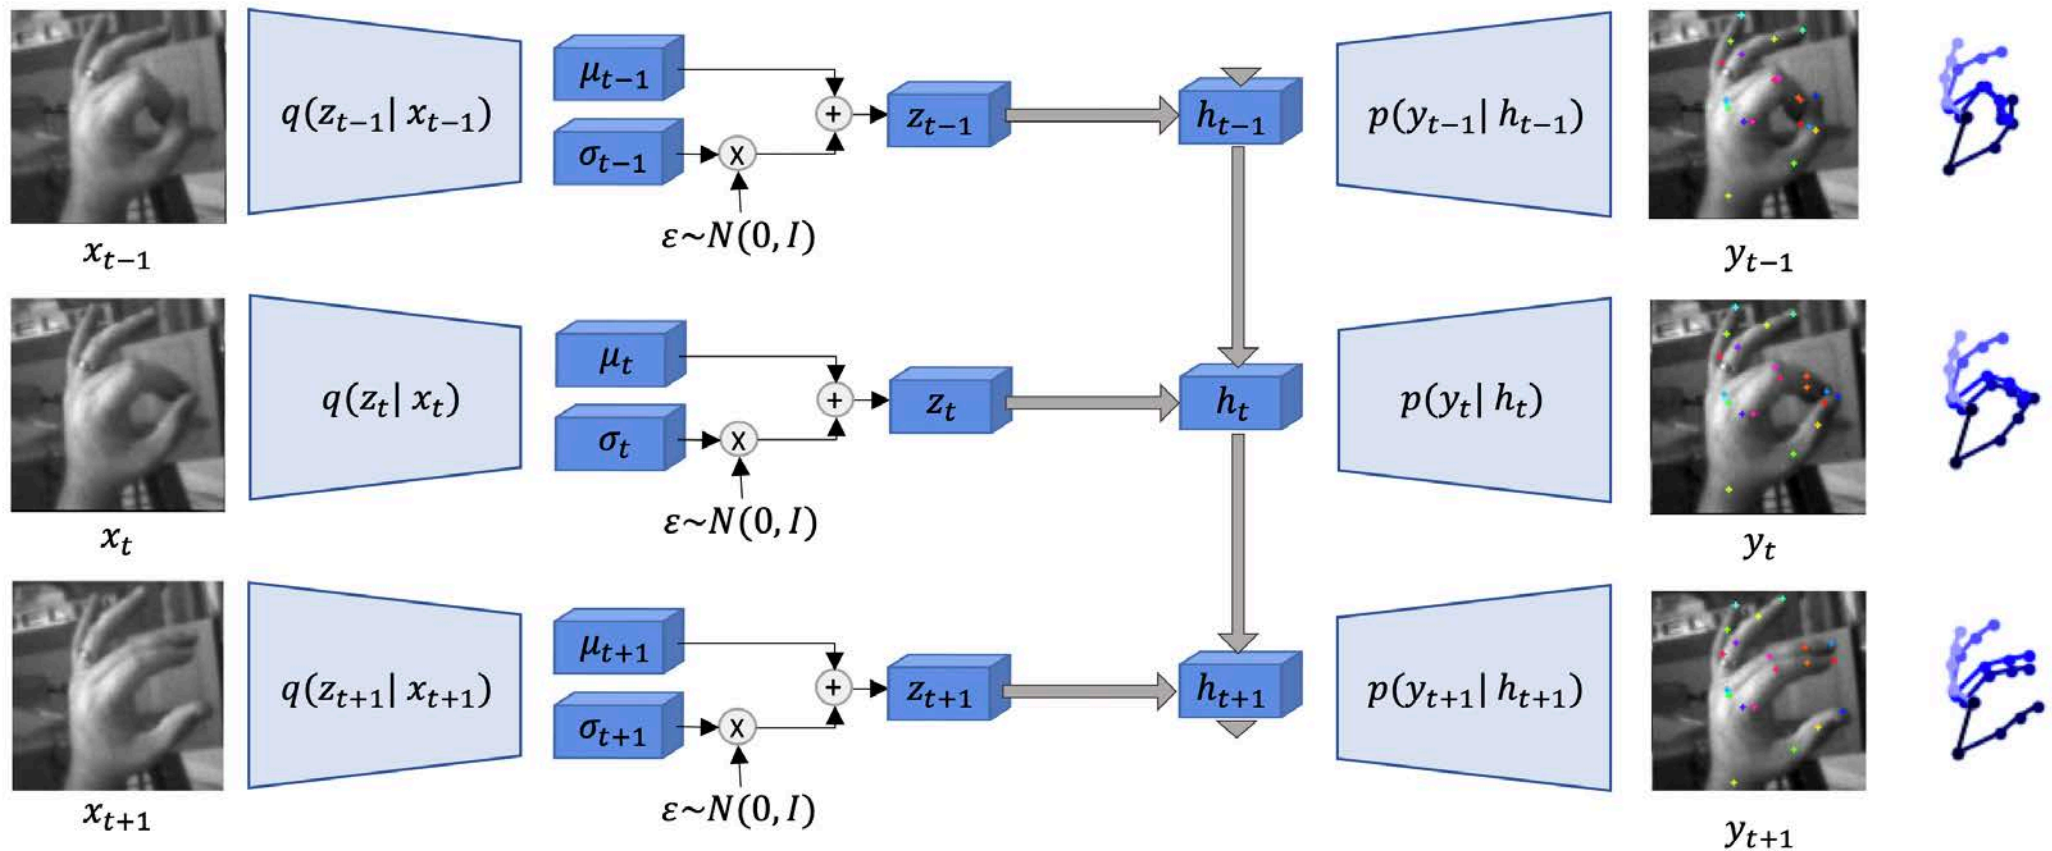 q(z_{t−1}| x_{t−1})
μ_{t−1}
σ_{t−1}
+
X
ε~N(0, I)
z_{t−1}
h_{t−1}
p(y_{t−1}| h_{t−1})
x_{t−1}
y_{t−1}
q(z_t| x_t)
μ_t
σ_t
+
X
ε~N(0, I)
z_t
h_t
p(y_t| h_t)
x_t
y_t
q(z_{t+1}| x_{t+1})
μ_{t+1}
σ_{t+1}
+
X
ε~N(0, I)
z_{t+1}
h_{t+1}
p(y_{t+1}| h_{t+1})
x_{t+1}
y_{t+1}